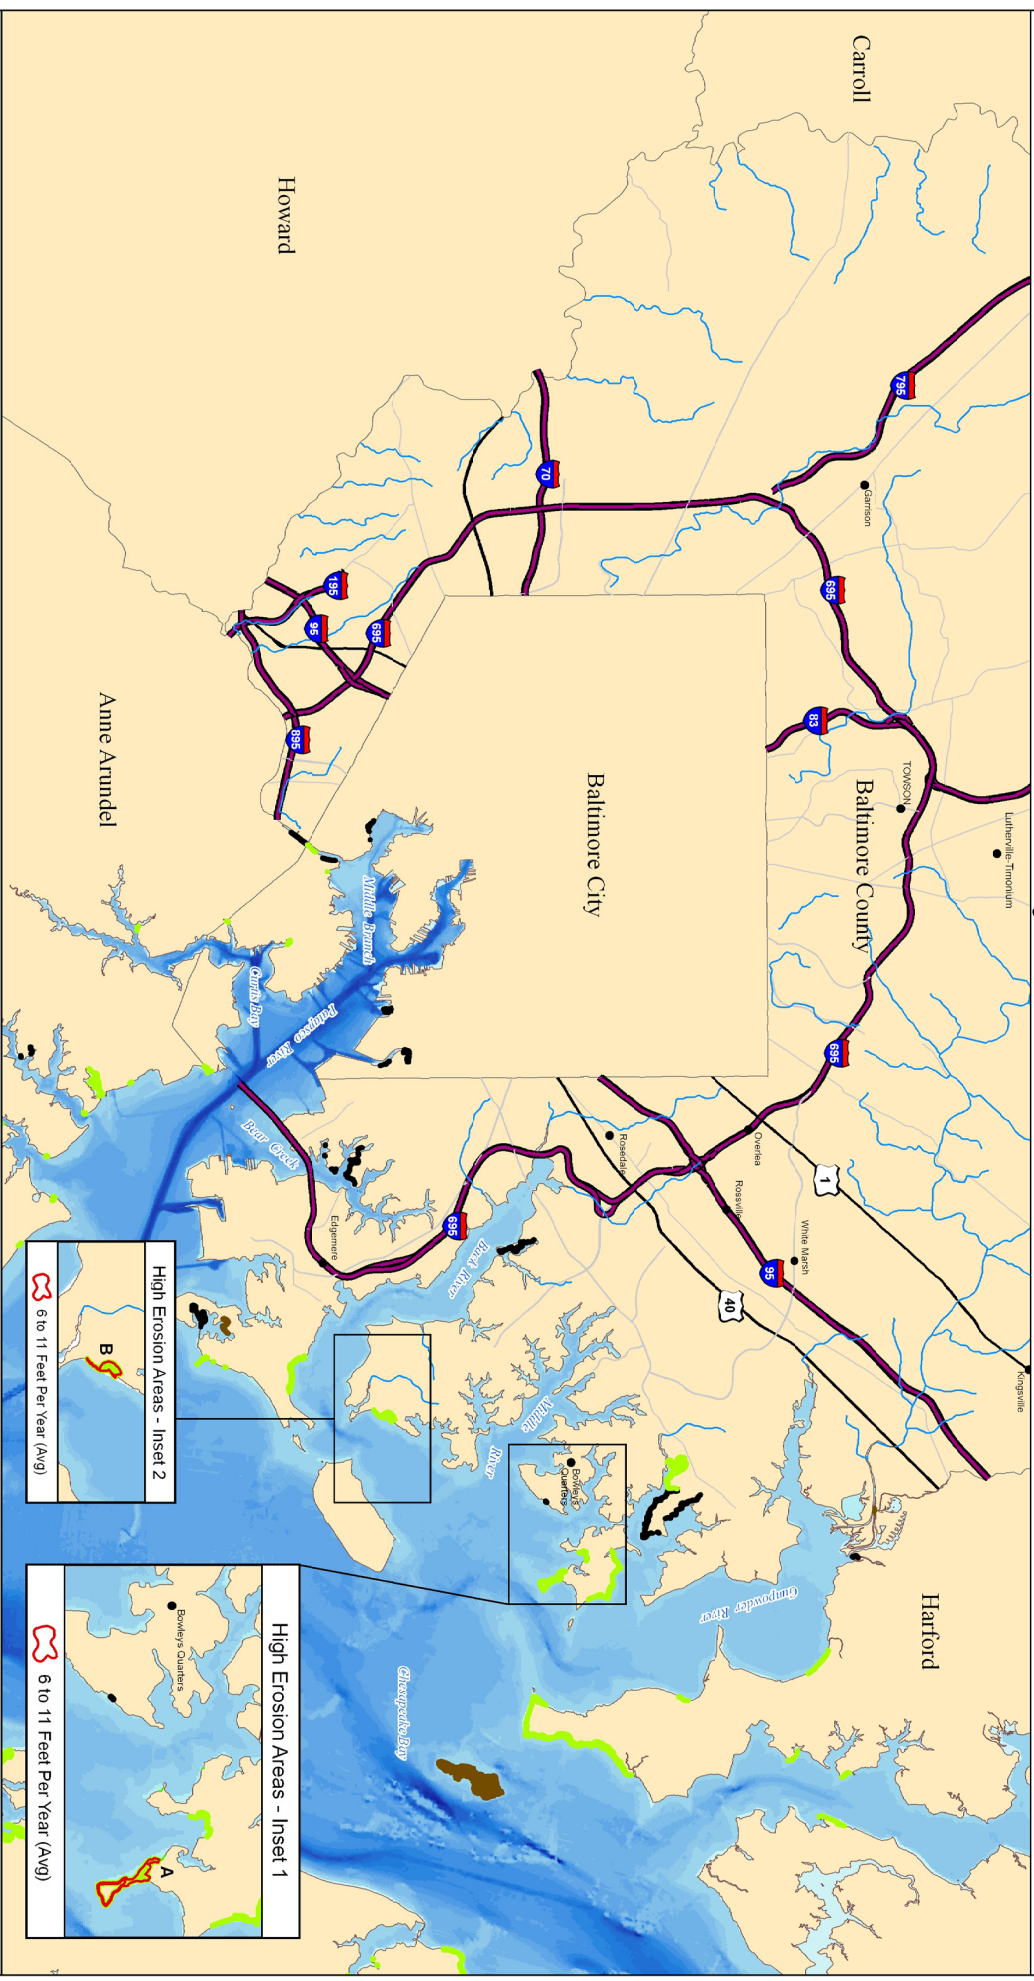 Carroll
Howard
795
Garrison
70
695
195
95
695
895
83
TOWSON
Lutherville-Timonium
Baltimore County
Baltimore City
Anne Arundel
Middle Branch
Curtis Bay
Patapsco River
Bear Creek
695
Overlea
Rosedale
Rossville
1
White Marsh
95
40
Kingsville
Edgemere
695
Back River
Middle
River
Bowleys
Quarters
Gunpowder River
Harford
Chesapeake Bay
High Erosion Areas - Inset 2
B
6 to 11 Feet Per Year (Avg)
High Erosion Areas - Inset 1
Bowleys Quarters
A
6 to 11 Feet Per Year (Avg)